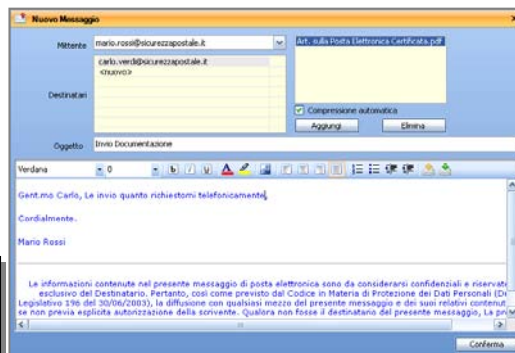 Nuovo Messaggio
Mittente
mario.rossi@sicurezzapostale.it
Art. sulla Posta Elettronica Certificata.pdf
Destinatari
carlo.verdi@sicurezzapostale.it
<nuovo>
Compressione automatica
Aggiungi
Elimina
Oggetto
Invio Documentazione
Verdana
0
Gent.mo Carlo, Le invio quanto richiestomi telefonicamente,
Cordialmente.
Mario Rossi
Le informazioni contenute nel presente messaggio di posta elettronica sono da considerarsi confidenziali e riservate
esclusivo del Destinatario. Pertanto, così come previsto dal Codice in Materia di Protezione dei Dati Personali (De
Legislativo 196 del 30/06/2003), la diffusione con qualsiasi mezzo del presente messaggio e dei suoi relativi contenut
se non previa esplicita autorizzazione della scrivente. Qualora non fosse il destinatario del presente messaggio, La
Conferma